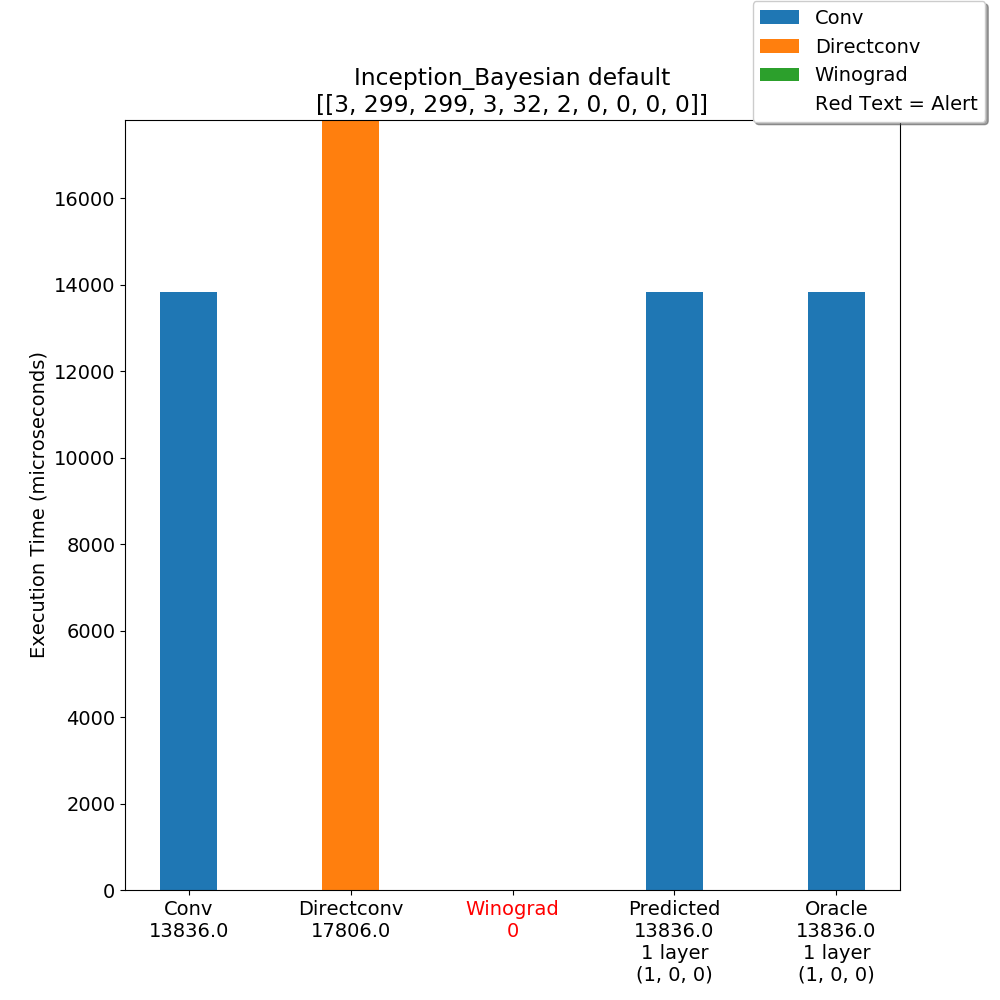 Conv
Directconv
Winograd
Red Text = Alert
Inception_Bayesian default
[[3, 299, 299, 3, 32, 2, 0, 0, 0, 0]]
Execution Time (microseconds)
16000
14000
12000
10000
8000
6000
4000
2000
0
Conv
13836.0
Directconv
17806.0
Winograd
0
Predicted
13836.0
1 layer
(1, 0, 0)
Oracle
13836.0
1 layer
(1, 0, 0)